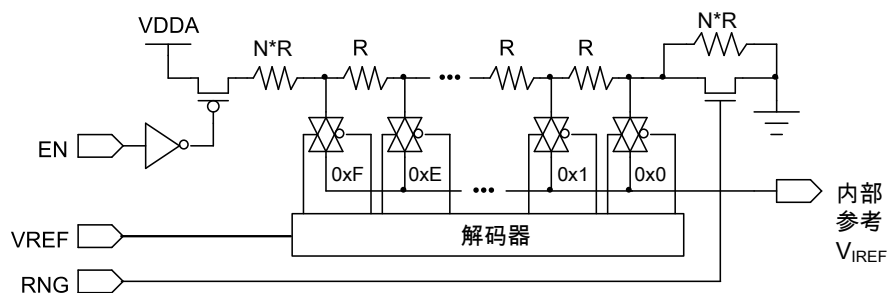 VDDA
N*R
R
R
R
N*R
EN
0xF
0xE
0x1
0x0
内部
参考
VIREF
VREF
解码器
RNG